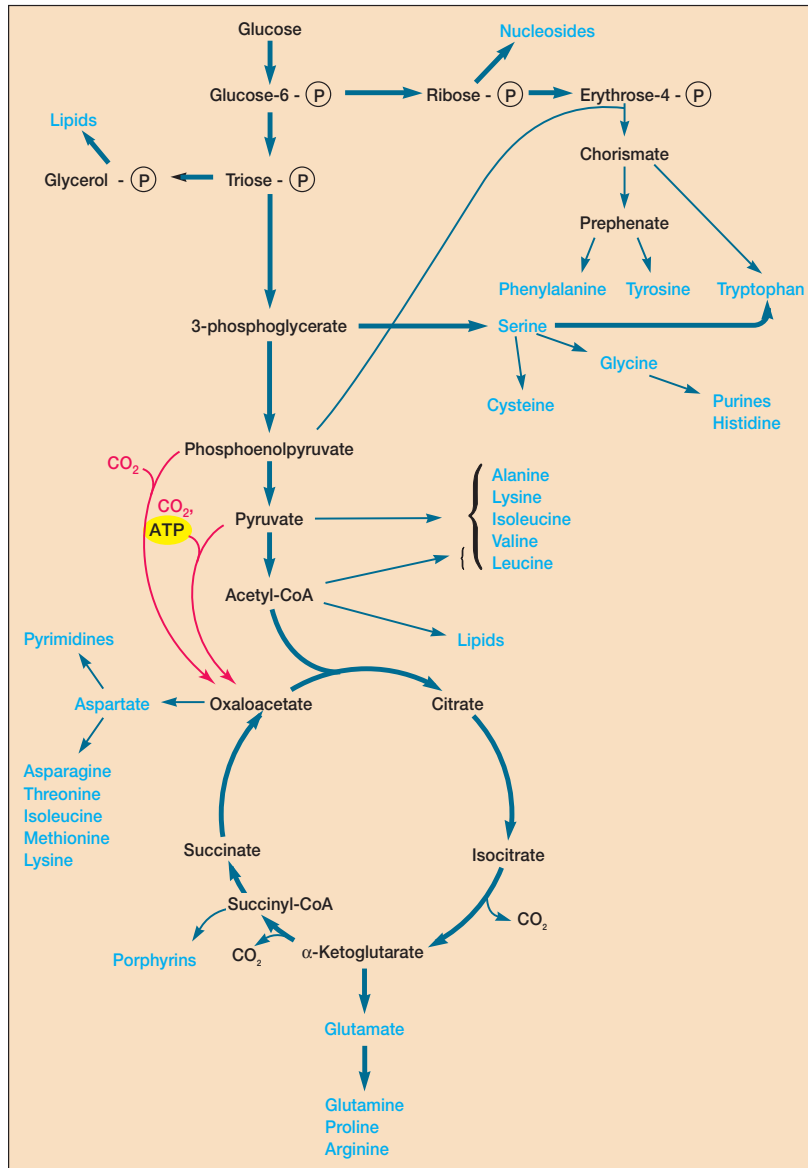 Glucose
Nucleosides
Glucose-6 - P
Ribose - P
Erythrose-4 - P
Lipids
Chorismate
Glycerol - P
Triose - P
Prephenate
Phenylalanine
Tyrosine
Tryptophan
3-phosphoglycerate
Serine
Glycine
Cysteine
Purines
Histidine
Phosphoenolpyruvate
CO₂
CO₂,
ATP
Pyruvate
Alanine
Lysine
Isoleucine
Valine
Leucine
Acetyl-CoA
Lipids
Pyrimidines
Aspartate
Oxaloacetate
Citrate
Asparagine
Threonine
Isoleucine
Methionine
Lysine
Succinate
Isocitrate
Succinyl-CoA
CO₂
Porphyrins
CO₂
α-Ketoglutarate
Glutamate
Glutamine
Proline
Arginine